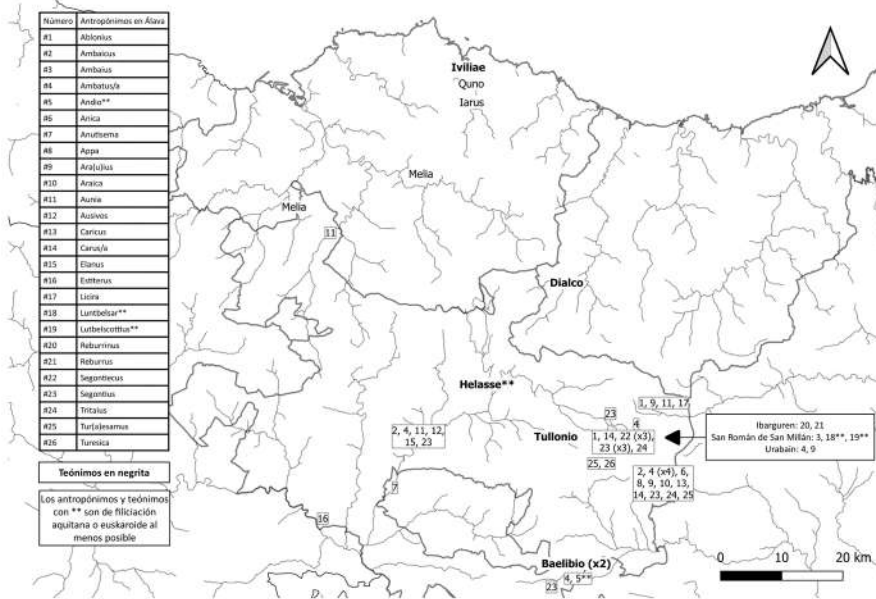 Número Antropónimos en Álava
#1 Ablonius
#2 Ambaicus
#3 Ambaius
#4 Ambatus/a
#5 Andio**
#6 Anica
#7 Anutisema
#8 Appa
#9 Ara(u)ius
#10 Araica
#11 Aunia
#12 Ausivos
#13 Caricus
#14 Carus/a
#15 Elanus
#16 Estiterus
#17 Licira
#18 Luntbelsar**
#19 Lutbelscottius**
#20 Reburrinus
#21 Reburrus
#22 Segontiecus
#23 Segontius
#24 Tritaius
#25 Tur(a)esamus
#26 Turesica
Teónimos en negrita
Los antropónimos y teónimos
con ** son de filiciación
aquitana o euskaroide al
menos posible
Iviliae
Quno
Iarus
Melia
Melia
11
Dialco
Helasse**
1, 9, 11, 17
23
4
2, 4, 11, 12,
15, 23
Tullonio
1, 14, 22 (x3),
23 (x3), 24
Ibarguren: 20, 21
San Román de San Millán: 3, 18**, 19**
Urabain: 4, 9
25, 26
2, 4 (x4), 6,
8, 9, 10, 13,
14, 23, 24, 25
7
16
Baelibio (x2)
4, 5**
23
0 10 20 km